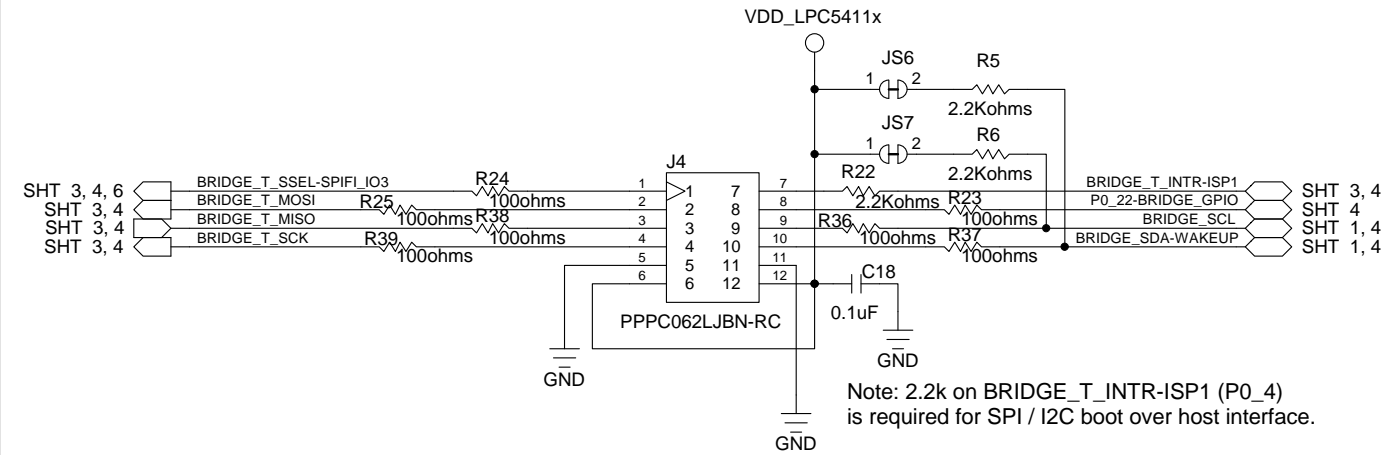 VDD_LPC5411x
JS6
R5
1
2
2.2Kohms
JS7
R6
1
2
2.2Kohms
J4
SHT 3, 4, 6
BRIDGE_T_SSEL-SPIFI_IO3
R24
100ohms
1
1
7
7
R22
2.2Kohms
BRIDGE_T_INTR-ISP1
SHT 3, 4
SHT 3, 4
BRIDGE_T_MOSI
R25
100ohms
2
2
8
8
R23
100ohms
P0_22-BRIDGE_GPIO
SHT 4
SHT 3, 4
BRIDGE_T_MISO
R38
100ohms
3
3
9
9
R36
100ohms
BRIDGE_SCL
SHT 1, 4
SHT 3, 4
BRIDGE_T_SCK
R39
100ohms
4
4
10
10
R37
100ohms
BRIDGE_SDA-WAKEUP
SHT 1, 4
5
5
11
11
6
6
12
12
C18
0.1uF
PPPC062LJBN-RC
GND
GND
GND
Note: 2.2k on BRIDGE_T_INTR-ISP1 (P0_4)
is required for SPI / I2C boot over host interface.